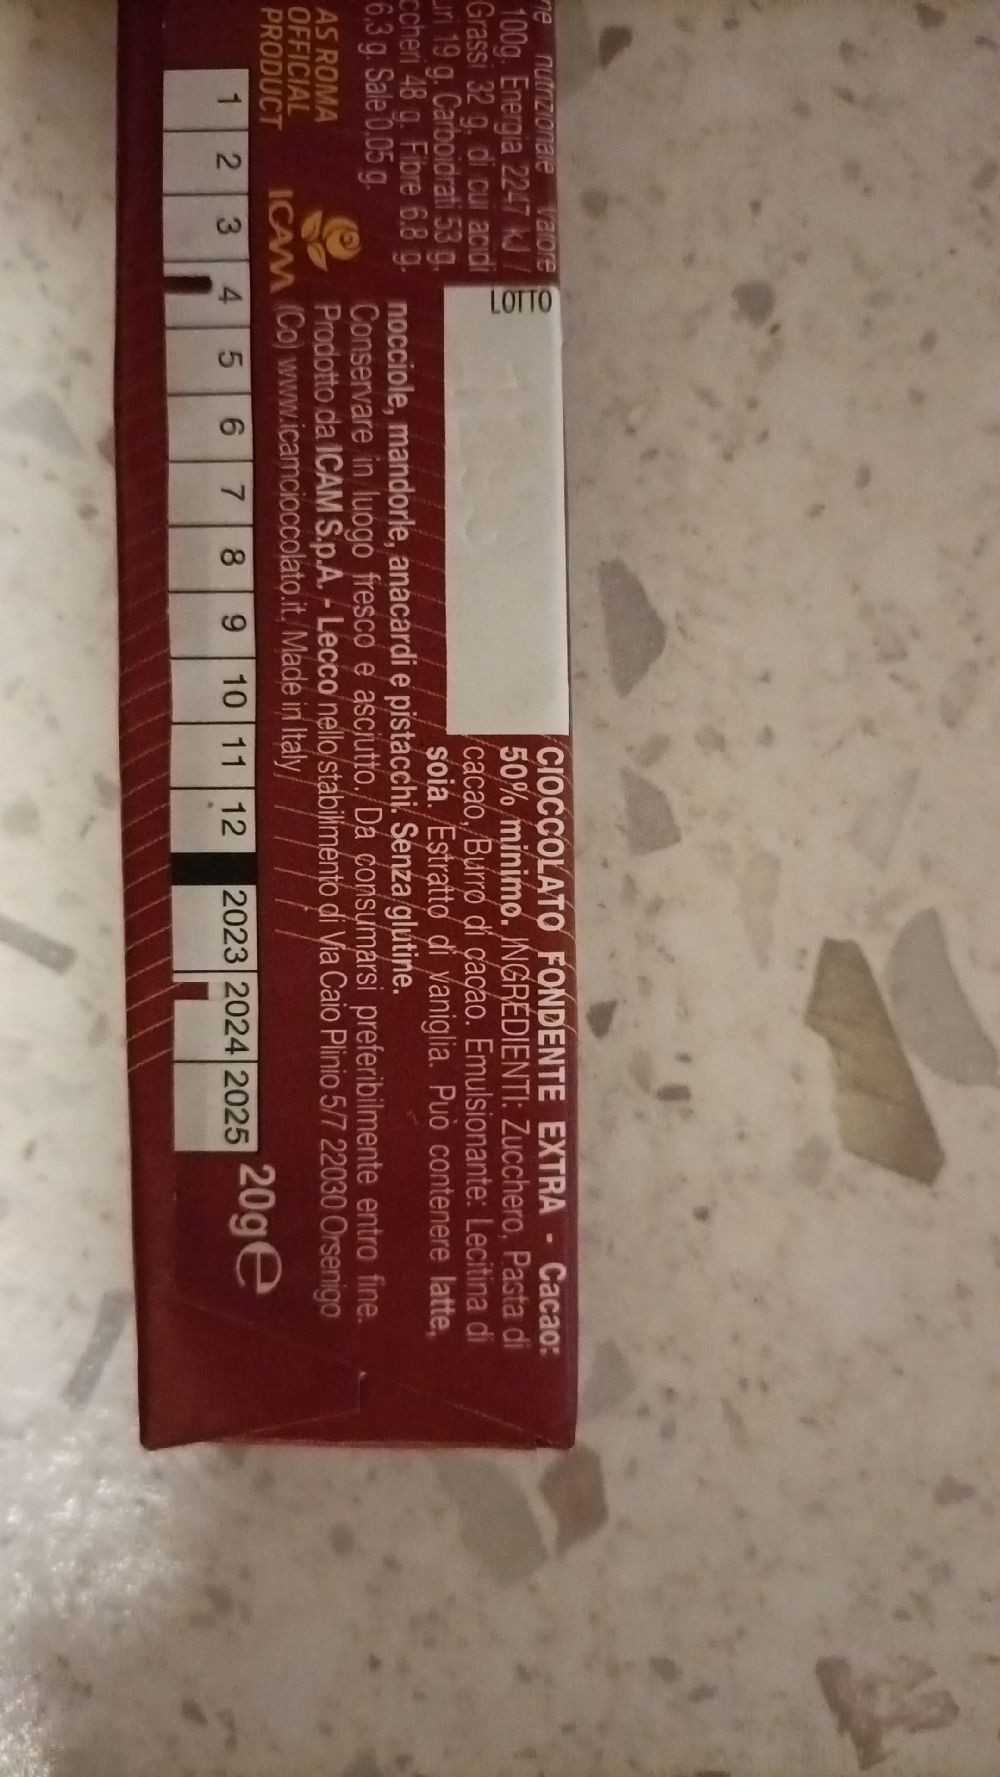 valore
100g. Energia 2247 kJ /
Grassi 32 g, di cui acidi
19 g. Carboidrati 53 g,
48 g. Fibre 6.8 g.
6,3 g. Sale 0,05 g.
LOTTO
CIOCCOLATO FONDENTE EXTRA - Cacao:
50% minimo. INGREDIENTI: Zucchero, Pasta di
cacao, Burro di cacao. Emulsionante: Lecitina di
soia. Estratto di vaniglia. Può contenere latte,
nocciole, mandorle, anacardi e pistacchi. Senza glutine.
Conservare in luogo fresco e asciutto. Da consumarsi preferibilmente entro fine.
Prodotto da ICAM S.p.A. - Lecco nello stabilimento di Via Caio Plinio 5/7 22030 Orsenigo
(Co) www.icamcioccolato.it. Made in Italy
AS ROMA
OFFICIAL
PRODUCT
ICAM
1 2 3 4 5 6 7 8 9 10 11 12 2023 2024 2025
20g e